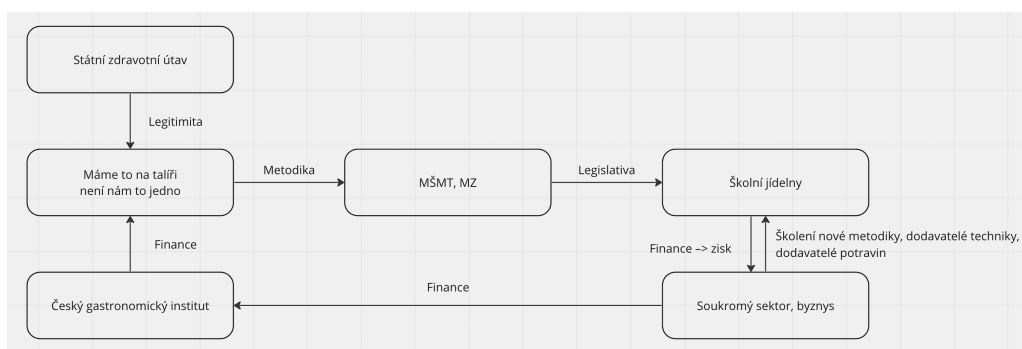 Státní zdravotní útav
Legitimita
Máme to na talíři
není nám to jedno
Metodika
MŠMT, MZ
Legislativa
Školní jídelny
Finance
Finance –> zisk
Školení nové metodiky, dodavatelé techniky,
dodavatelé potravin
Český gastronomický institut
Finance
Soukromý sektor, byznys